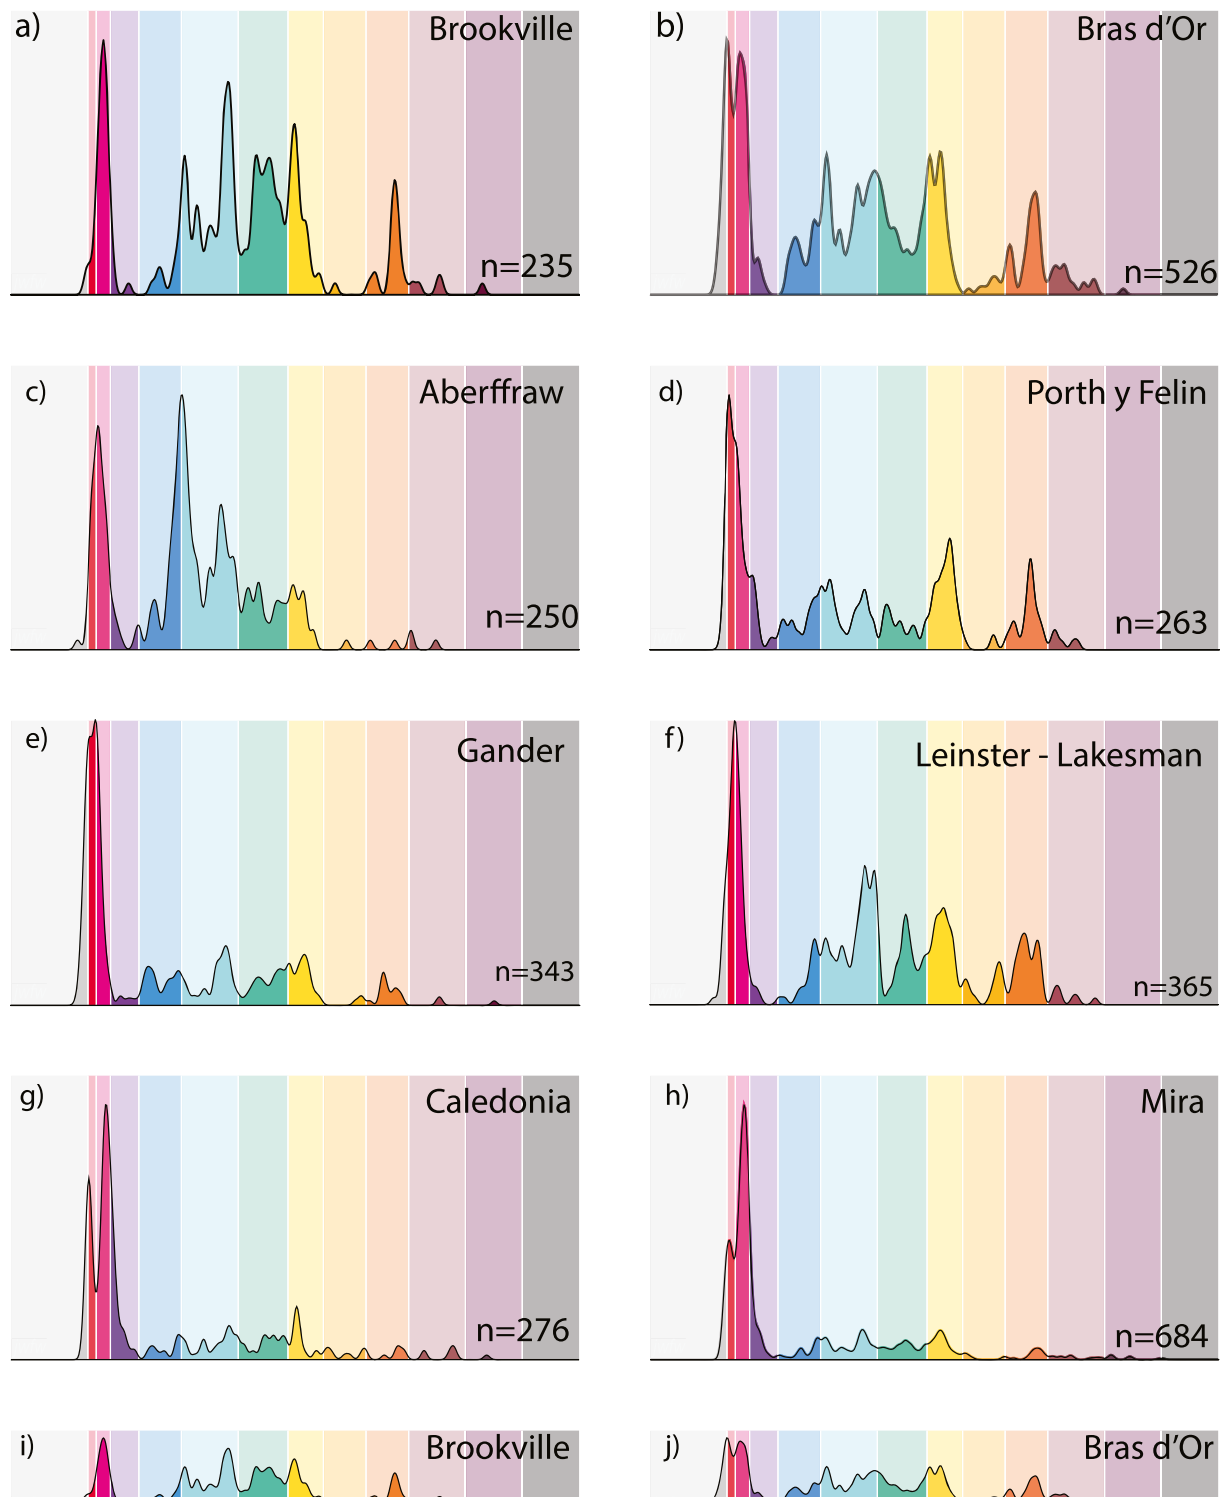 a) Brookville
n=235
b) Bras d’Or
n=526
c) Aberffraw
n=250
d) Porth y Felin
n=263
e) Gander
n=343
f) Leinster - Lakesman
n=365
g) Caledonia
n=276
h) Mira
n=684
i) Brookville
j) Bras d’Or